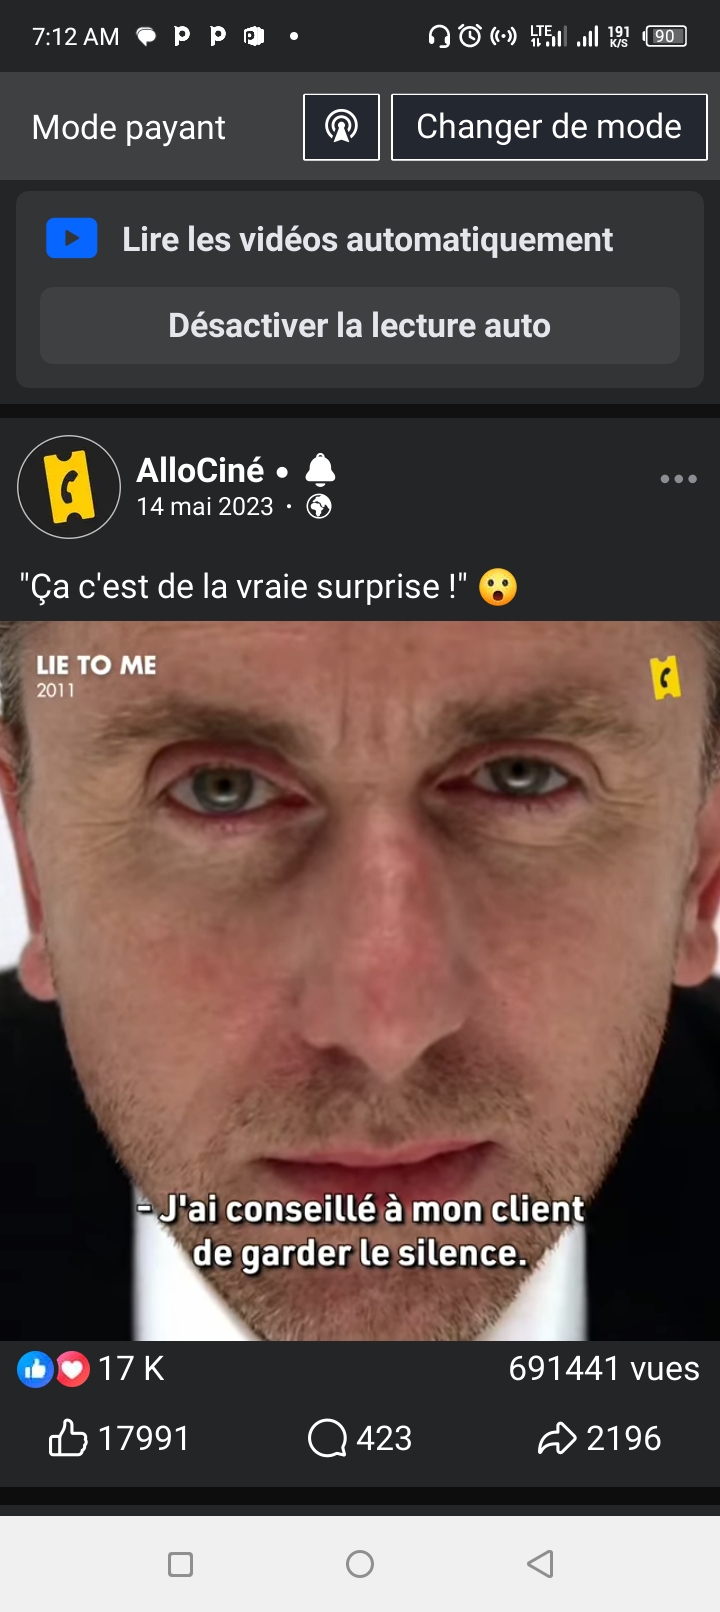 7:12 AM
LTE
191
K/S
90
Mode payant
Changer de mode
Lire les vidéos automatiquement
Désactiver la lecture auto
AlloCiné •
14 mai 2023 ·
"Ça c'est de la vraie surprise !" 😮
LIE TO ME
2011
- J'ai conseillé à mon client
de garder le silence.
17 K
691441 vues
17991
423
2196